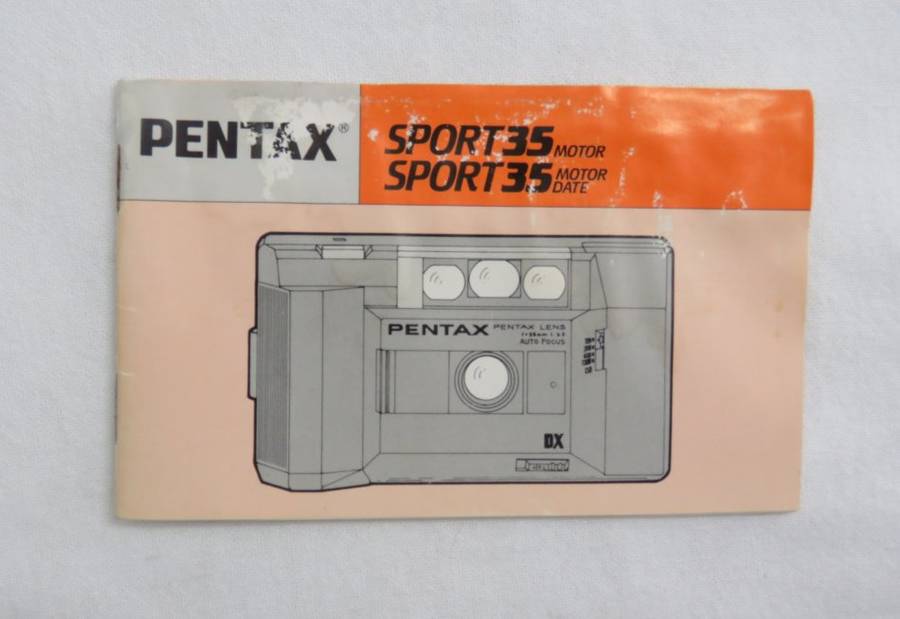 PENTAX®
SPORT35 MOTOR
SPORT35 MOTOR DATE
PENTAX PENTAX LENS
AUTO FOCUS
DX